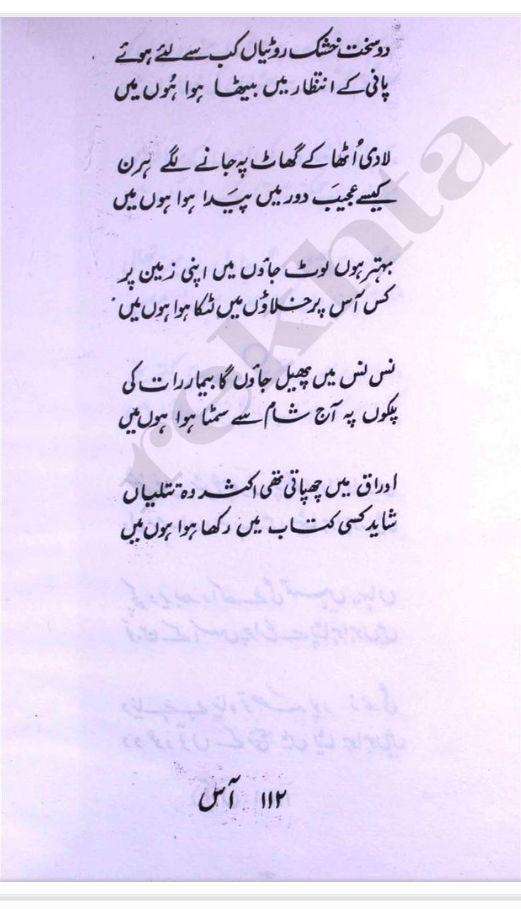 دو سخت خشک روٹیاں کب سے لئے ہوئے
پانی کے انتظار میں بیٹھا ہوا ہُوں میں
لادی اُٹھا کے گھاٹ پہ جانے لگے ہرن
کیسے عجیب دور میں پیدا ہوا ہوں میں
بہتر ہوں لوٹ جاؤں میں اپنی زمین پر
کس آس پر خلاؤں میں ٹنکا ہوا ہوں میں
نس نس میں پھیل جاؤں گا بیمار رات کی
پلکوں پہ آج شام سے سمٹا ہوا ہوں میں
اوراق میں چھپاتی تھی اکثر وہ تتلیاں
شاید کسی کتاب میں رکھا ہوا ہوں میں
۱۱۲ آس
rekhta